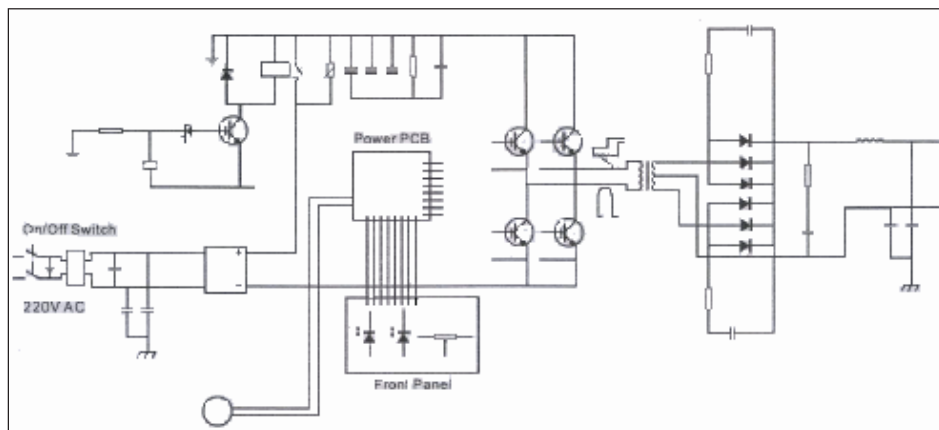 Power PCB
On/Off Switch
+
-
220V AC
Front Panel